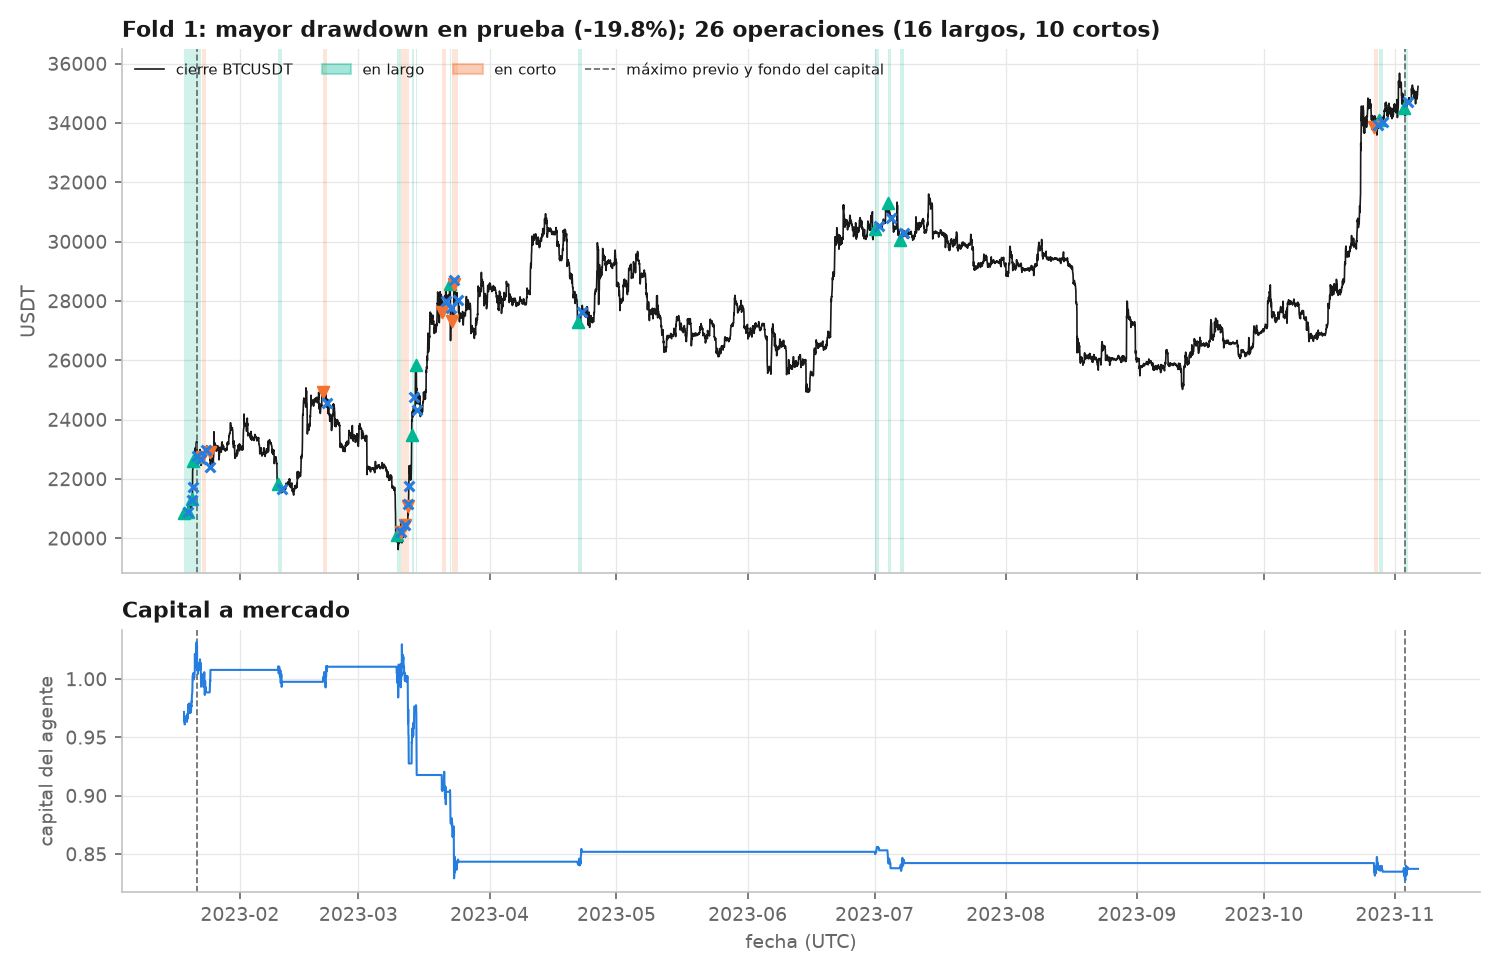 Fold 1: mayor drawdown en prueba (-19.8%); 26 operaciones (16 largos, 10 cortos)
cierre BTCUSDT en largo en corto máximo previo y fondo del capital
36000
34000
32000
30000
28000
26000
24000
22000
20000
USDT
Capital a mercado
1.00
0.95
0.90
0.85
capital del agente
2023-02 2023-03 2023-04 2023-05 2023-06 2023-07 2023-08 2023-09 2023-10 2023-11
fecha (UTC)